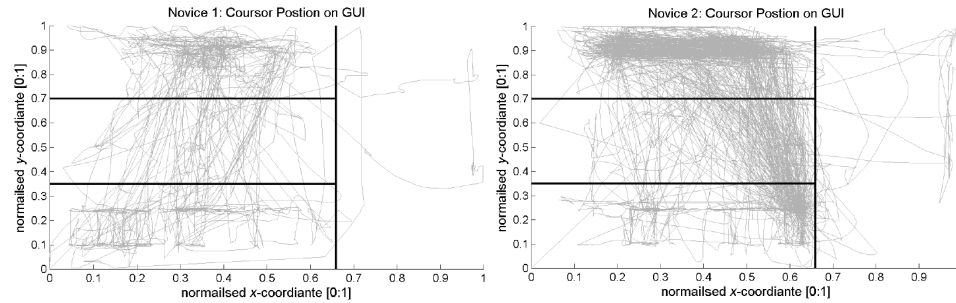 Novice 1: Coursor Postion on GUI
normailsed y-coordiante [0:1]
1
0.9
0.8
0.7
0.6
0.5
0.4
0.3
0.2
0.1
0
0 0.1 0.2 0.3 0.4 0.5 0.6 0.7 0.8 0.9 1
normailsed x-coordiante [0:1]
Novice 2: Coursor Postion on GUI
normailsed y-coordiante [0:1]
1
0.9
0.8
0.7
0.6
0.5
0.4
0.3
0.2
0.1
0
0 0.1 0.2 0.3 0.4 0.5 0.6 0.7 0.8 0.9
normailsed x-coordiante [0:1]